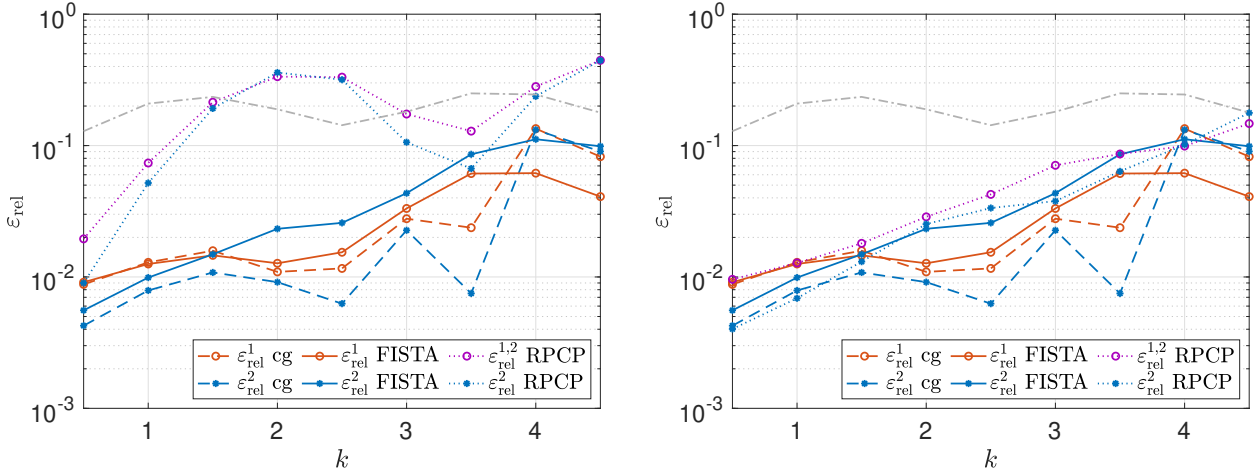 10^0
10^-1
10^-2
10^-3
ε_rel
1 2 3 4
k
ε^1_rel cg ε^1_rel FISTA ε^{1,2}_rel RPCP
ε^2_rel cg ε^2_rel FISTA ε^2_rel RPCP
10^0
10^-1
10^-2
10^-3
ε_rel
1 2 3 4
k
ε^1_rel cg ε^1_rel FISTA ε^{1,2}_rel RPCP
ε^2_rel cg ε^2_rel FISTA ε^2_rel RPCP